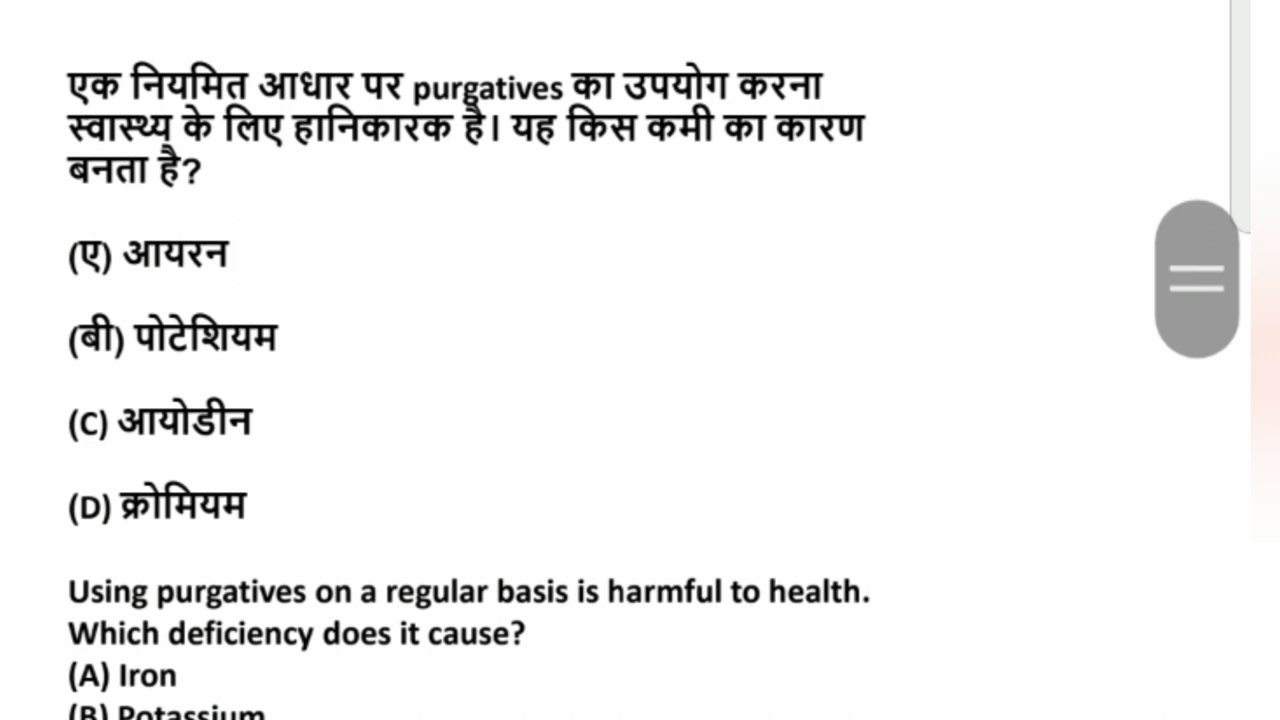 एक नियमित आधार पर purgatives का उपयोग करना
स्वास्थ्य के लिए हानिकारक है। यह किस कमी का कारण
बनता है?
(ए) आयरन
(बी) पोटेशियम
(C) आयोडीन
(D) क्रोमियम
Using purgatives on a regular basis is harmful to health.
Which deficiency does it cause?
(A) Iron
(B) Potassium